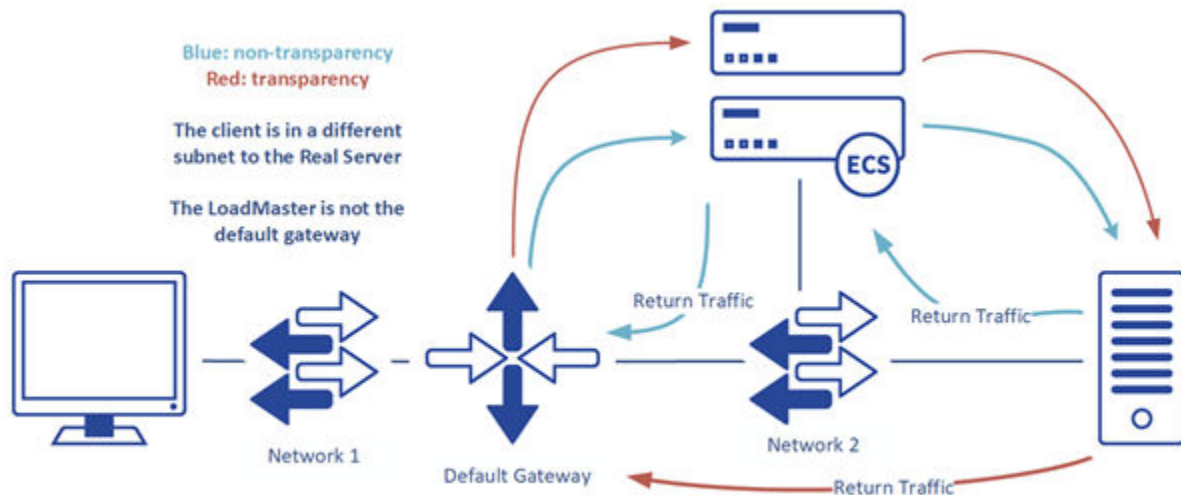 Blue: non-transparency
Red: transparency
The client is in a different
subnet to the Real Server
The LoadMaster is not the
default gateway
ECS
Return Traffic
Return Traffic
Network 1
Default Gateway
Network 2
Return Traffic